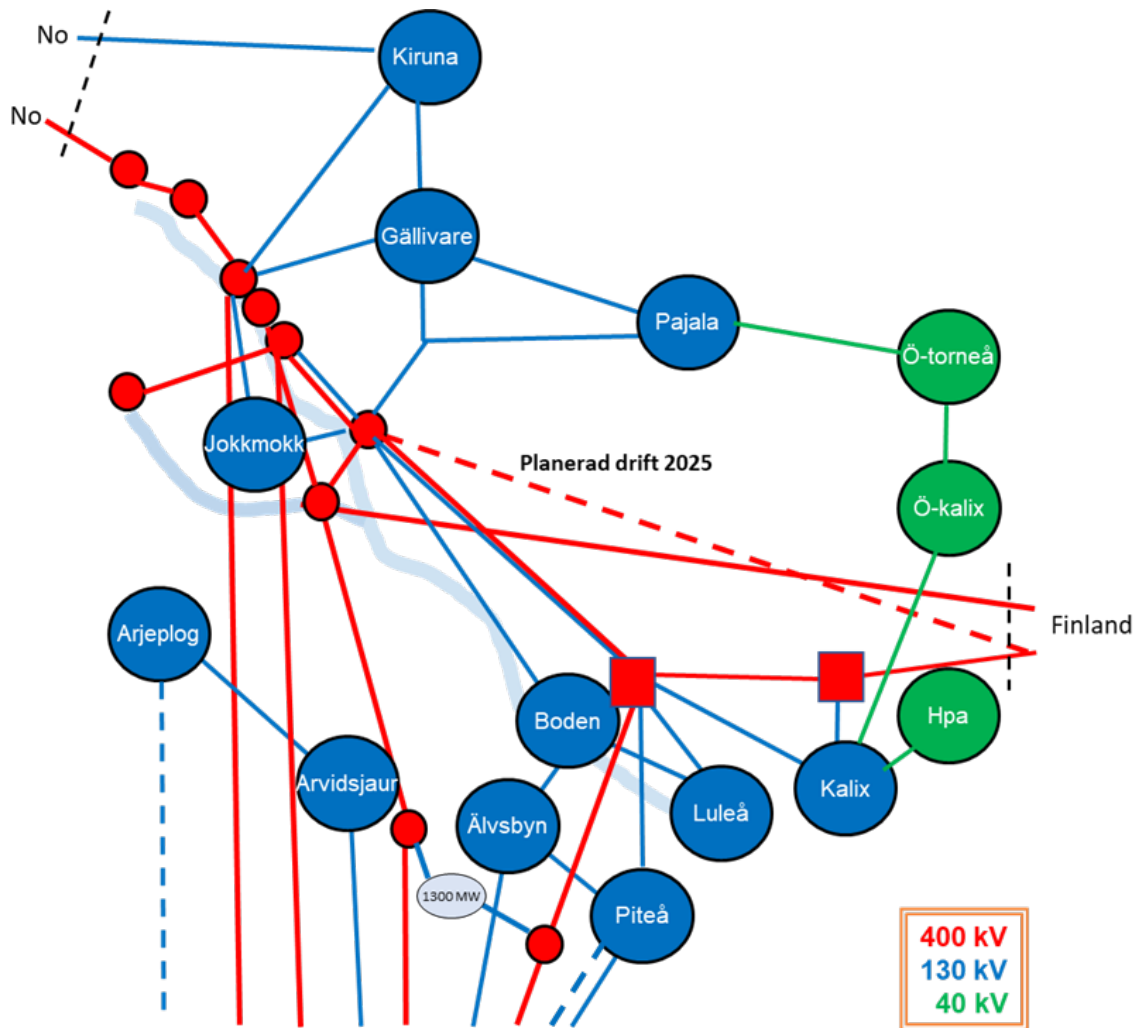 No
Kiruna
No
Gällivare
Pajala
Ö-torneå
Jokkmokk
Planerad drift 2025
Ö-kalix
Arjeplog
Finland
Boden
Hpa
Arvidsjaur
Kalix
Älvsbyn
Luleå
1300 MW
Piteå
400 kV
130 kV
40 kV